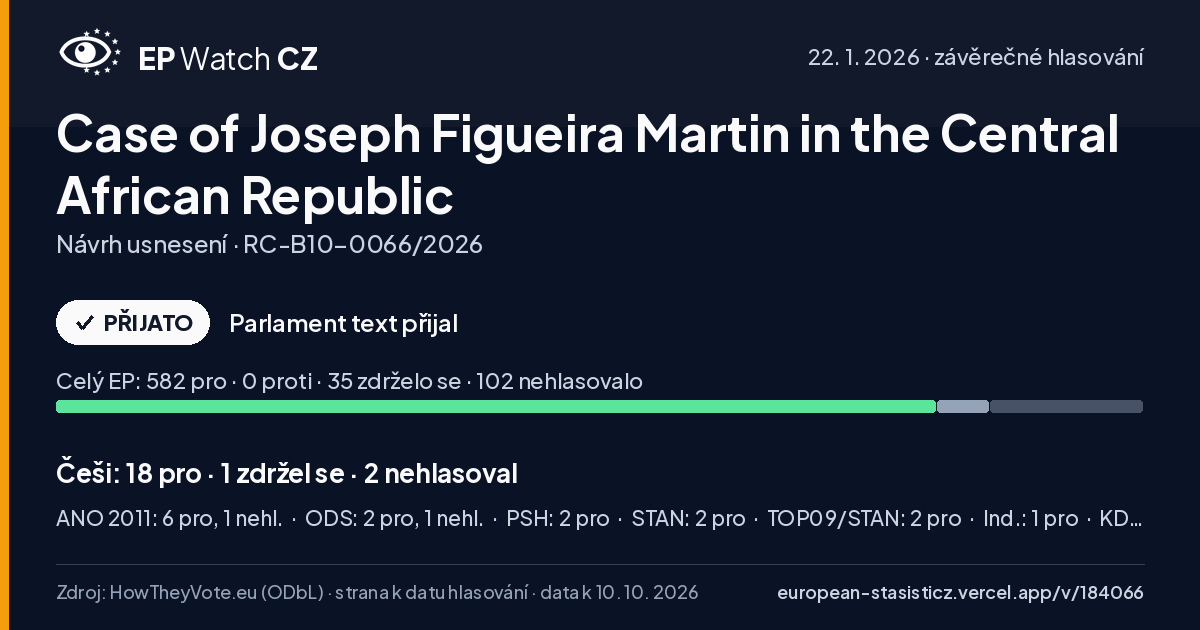 EP Watch CZ
22. 1. 2026 · závěrečné hlasování
Case of Joseph Figueira Martin in the Central
African Republic
Návrh usnesení · RC-B10-0066/2026
✓ PŘIJATO
Parlament text přijal
Celý EP: 582 pro · 0 proti · 35 zdrželo se · 102 nehlasovalo
Češi: 18 pro · 1 zdržel se · 2 nehlasoval
ANO 2011: 6 pro, 1 nehl. · ODS: 2 pro, 1 nehl. · PSH: 2 pro · STAN: 2 pro · TOP09/STAN: 2 pro · Ind.: 1 pro · KD…
Zdroj: HowTheyVote.eu (ODbL) · strana k datu hlasování · data k 10. 10. 2026
european-stasisticz.vercel.app/v/184066